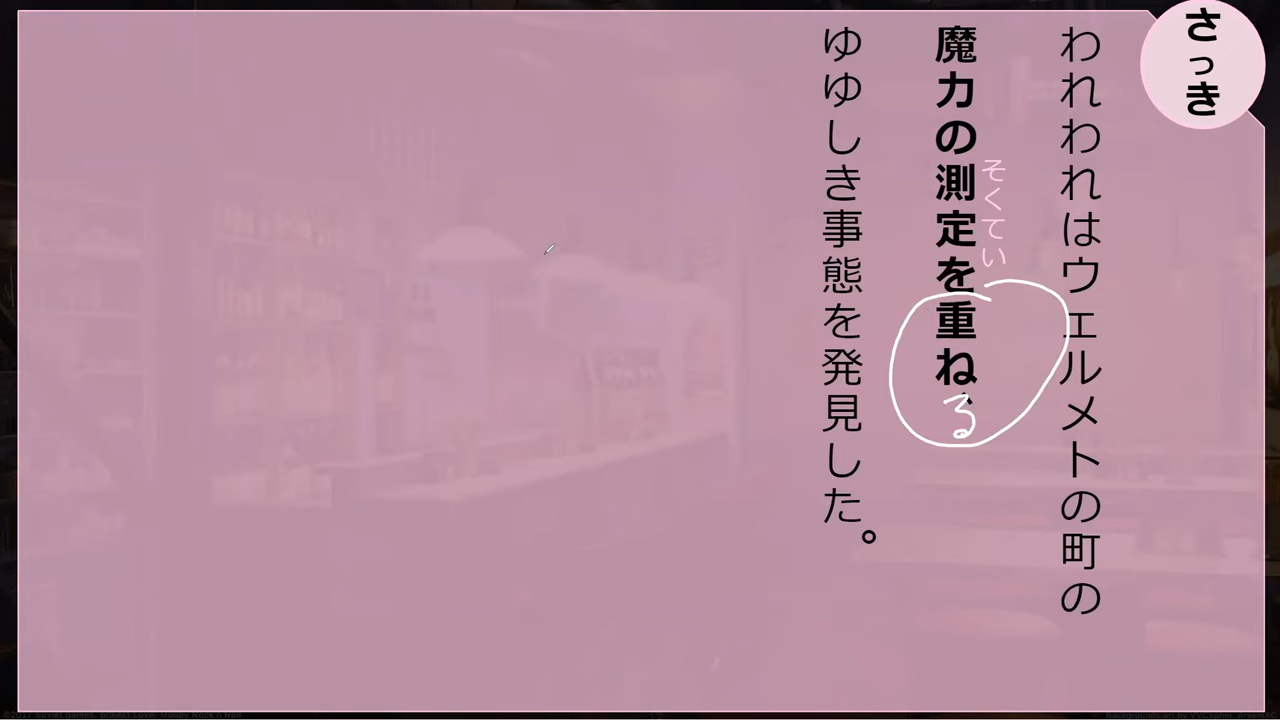 さっき
われわれはウェルメトの町の
魔力の測定を重ね、
そくてい
る
ゆゆしき事態を発見した。